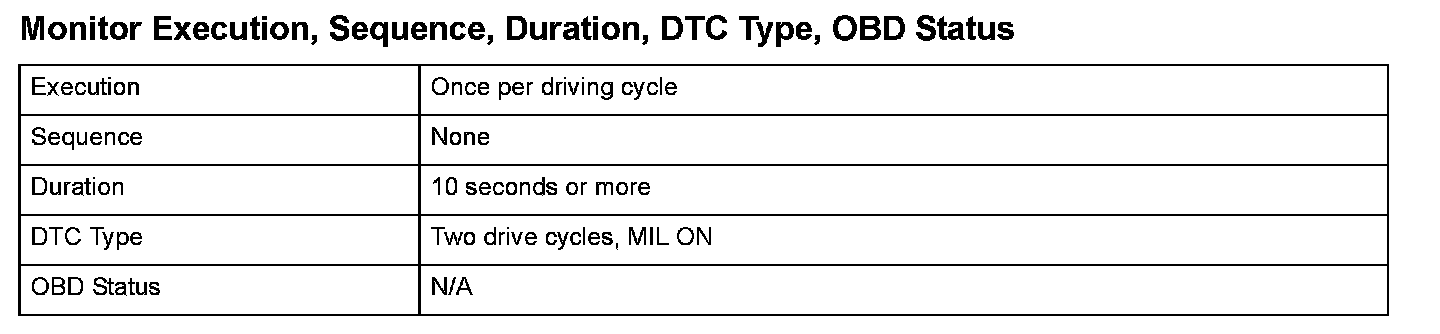 Monitor Execution, Sequence, Duration, DTC Type, OBD Status
Execution Once per driving cycle
Sequence None
Duration 10 seconds or more
DTC Type Two drive cycles, MIL ON
OBD Status N/A